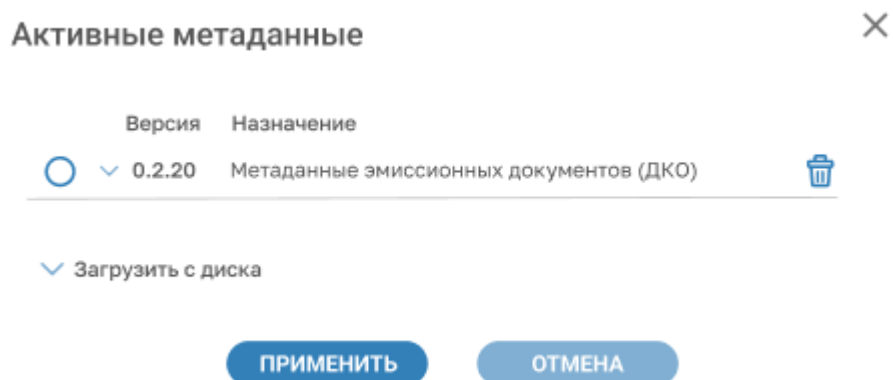 Активные метаданные
Версия Назначение
0.2.20 Метаданные эмиссионных документов (ДКО)
Загрузить с диска
ПРИМЕНИТЬ ОТМЕНА